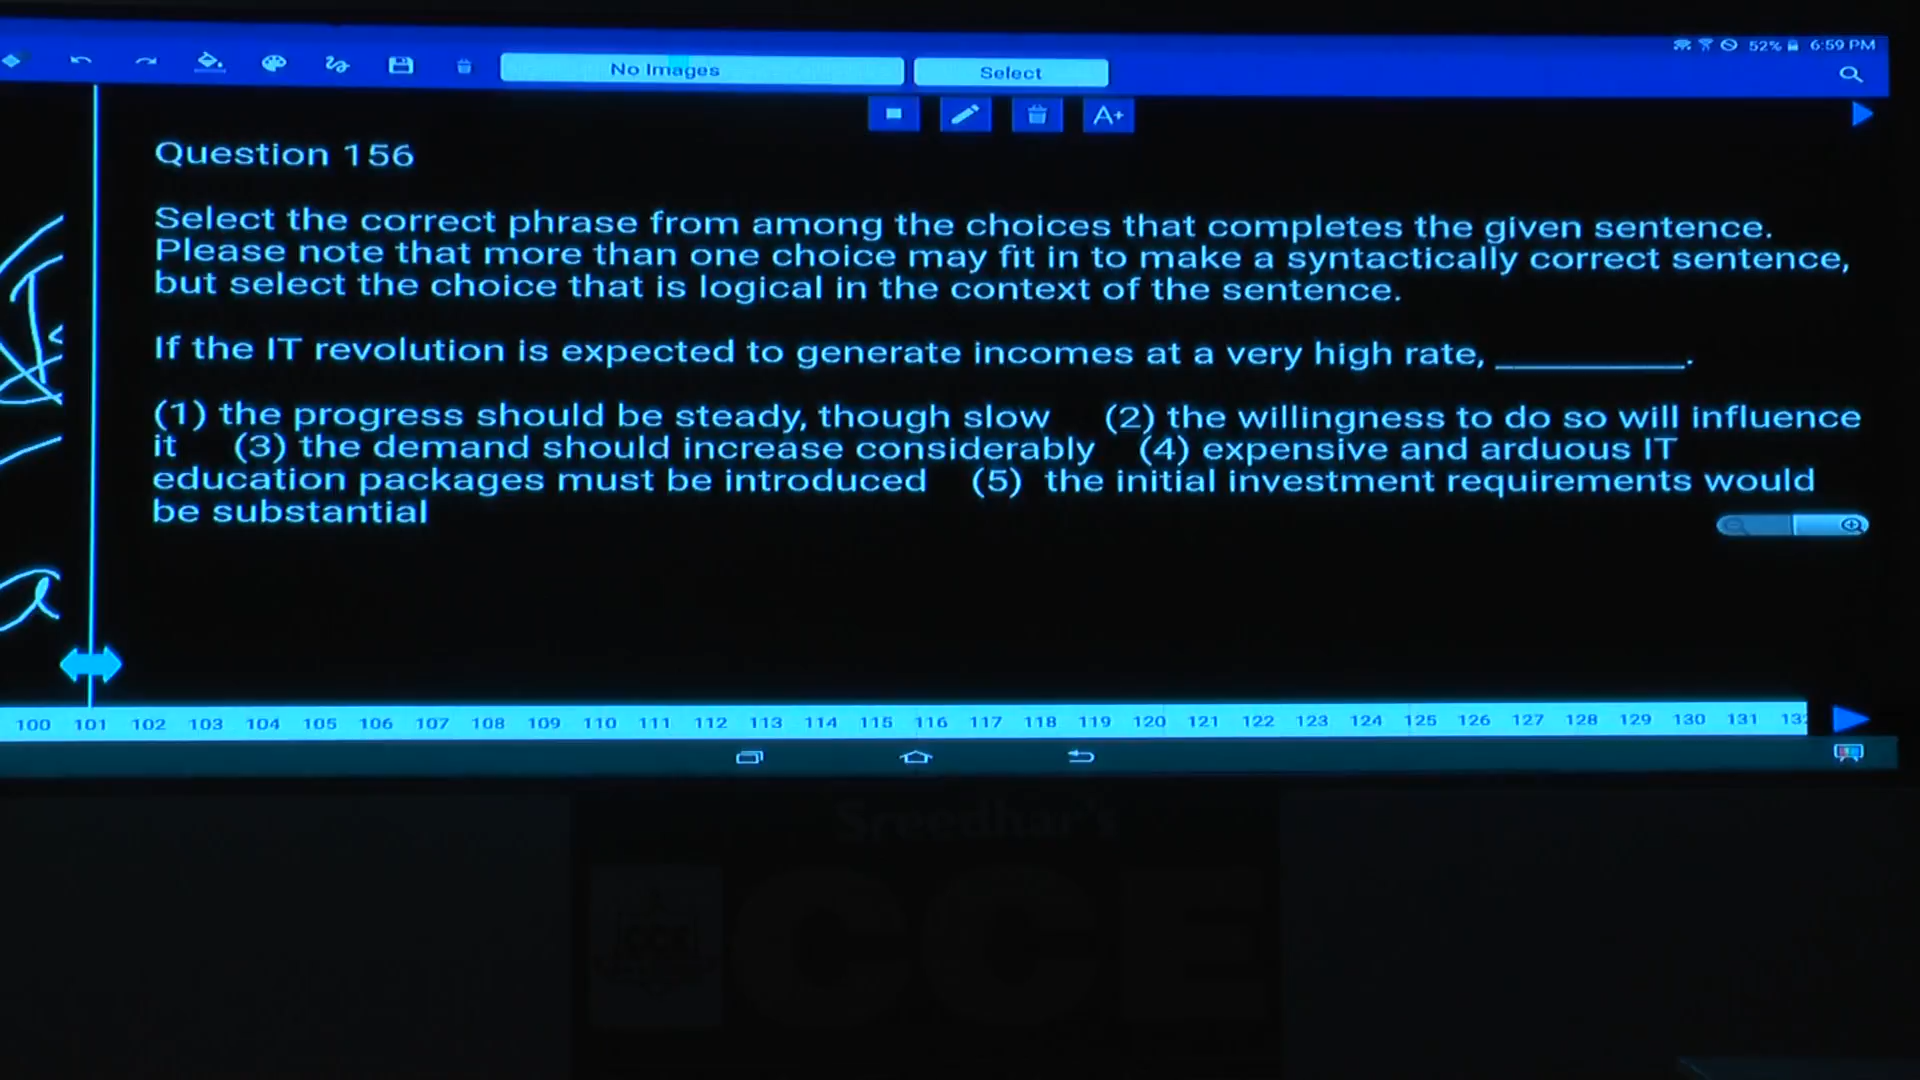 52% 6:59 PM
No Images
Select
A+
Question 156
Select the correct phrase from among the choices that completes the given sentence.
Please note that more than one choice may fit in to make a syntactically correct sentence,
but select the choice that is logical in the context of the sentence.
If the IT revolution is expected to generate incomes at a very high rate, __________.
(1) the progress should be steady, though slow (2) the willingness to do so will influence
it (3) the demand should increase considerably (4) expensive and arduous IT
education packages must be introduced (5) the initial investment requirements would
be substantial
100 101 102 103 104 105 106 107 108 109 110 111 112 113 114 115 116 117 118 119 120 121 122 123 124 125 126 127 128 129 130 131
Sreedhar's
CCE